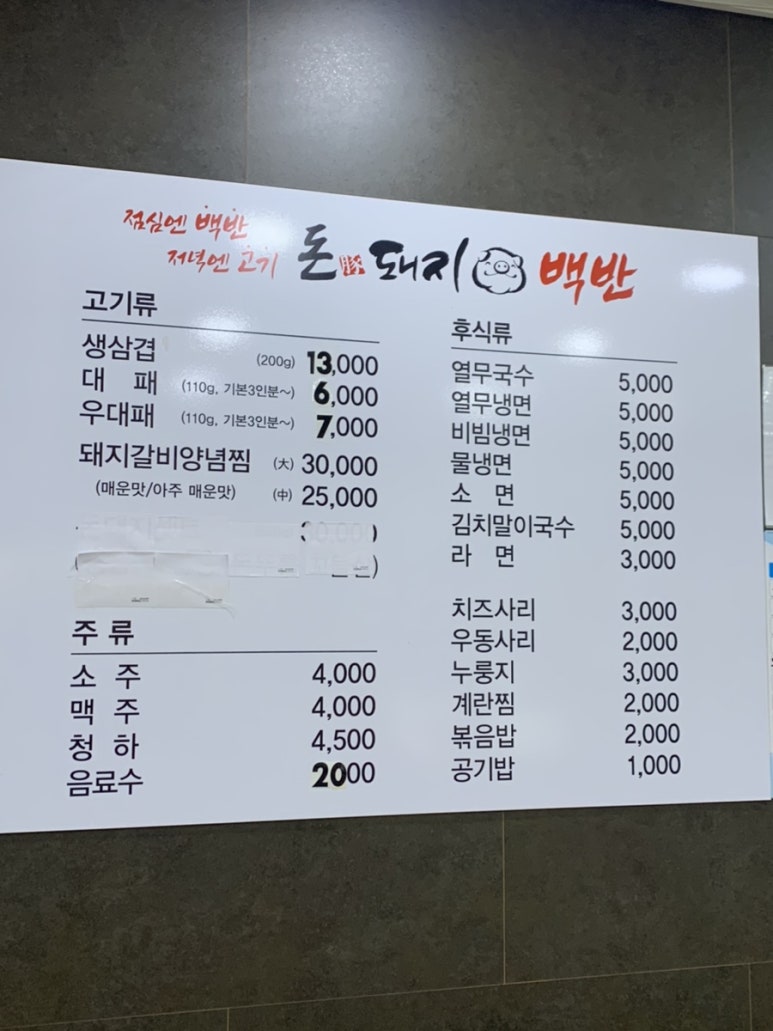 점심엔 백반
저녁엔 고기
돈 豚 돼지 백반
고기류
생삼겹 (200g) 13,000
대 패 (110g, 기본3인분~) 6,000
우대패 (110g, 기본3인분~) 7,000
돼지갈비양념찜 (大) 30,000
(매운맛/아주 매운맛) (中) 25,000
30,000
주 류
소 주 4,000
맥 주 4,000
청 하 4,500
음료수 2000
후식류
열무국수 5,000
열무냉면 5,000
비빔냉면 5,000
물냉면 5,000
소 면 5,000
김치말이국수 5,000
라 면 3,000
치즈사리 3,000
우동사리 2,000
누룽지 3,000
계란찜 2,000
볶음밥 2,000
공기밥 1,000